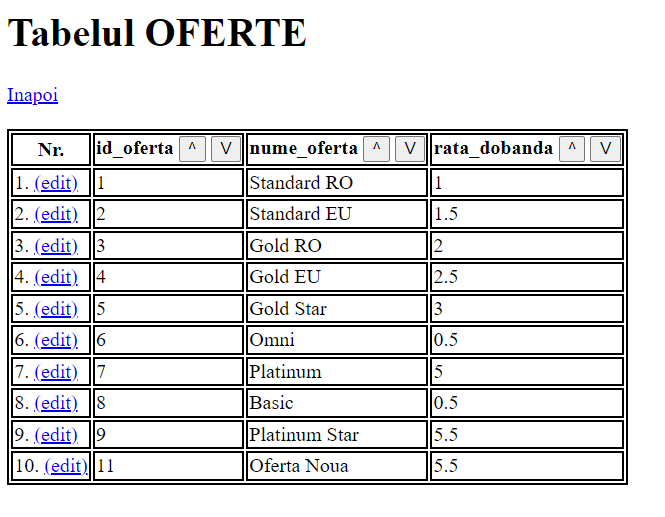 Tabelul OFERTE
Inapoi
Nr. id_oferta ^ V nume_oferta ^ V rata_dobanda ^ V
1. (edit) 1 Standard RO 1
2. (edit) 2 Standard EU 1.5
3. (edit) 3 Gold RO 2
4. (edit) 4 Gold EU 2.5
5. (edit) 5 Gold Star 3
6. (edit) 6 Omni 0.5
7. (edit) 7 Platinum 5
8. (edit) 8 Basic 0.5
9. (edit) 9 Platinum Star 5.5
10. (edit) 11 Oferta Noua 5.5